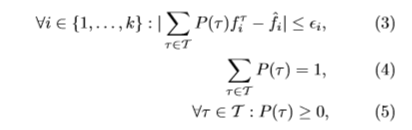 ∀i ∈ {1, . . . , k} : | ∑_{τ∈𝒯} P(τ)f_i^τ − f̂_i| ≤ ϵ_i, (3)
∑_{τ∈𝒯} P(τ) = 1, (4)
∀τ ∈ 𝒯 : P(τ) ≥ 0, (5)